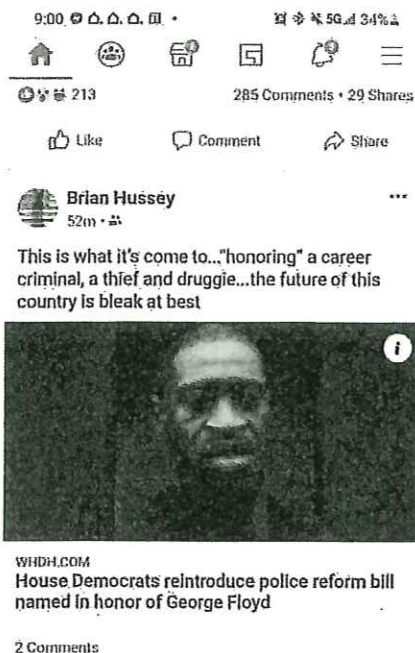 9:00
5G 34%
213
285 Comments • 29 Shares
Like
Comment
Share
Brian Hussey
52m •
This is what it's come to..."honoring" a career
criminal, a thief and druggie...the future of this
country is bleak at best
i
WHDH.COM
House Democrats reintroduce police reform bill
named in honor of George Floyd
2 Comments